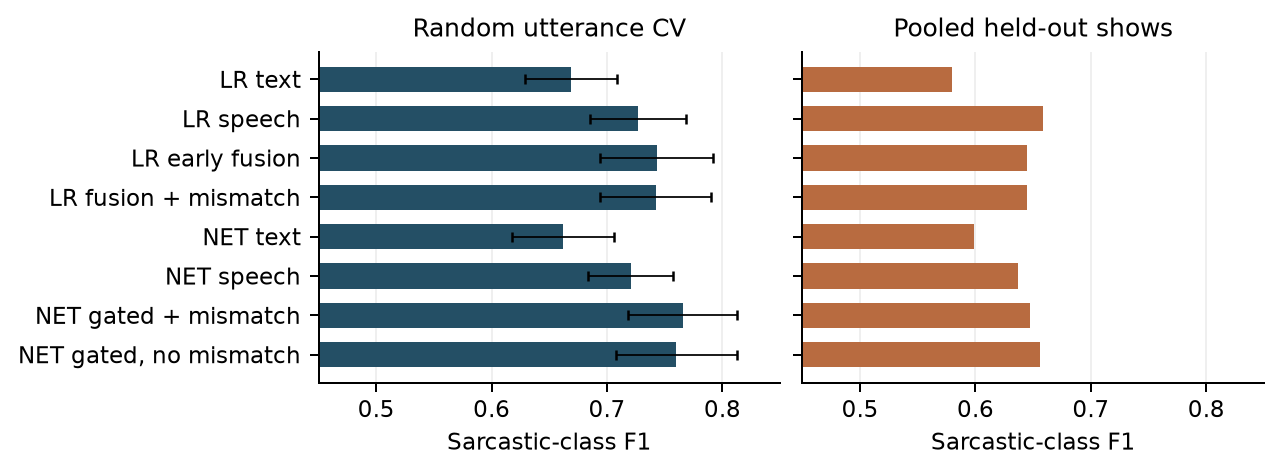 Random utterance CV
Pooled held-out shows
LR text
LR speech
LR early fusion
LR fusion + mismatch
NET text
NET speech
NET gated + mismatch
NET gated, no mismatch
0.5 0.6 0.7 0.8
0.5 0.6 0.7 0.8
Sarcastic-class F1
Sarcastic-class F1